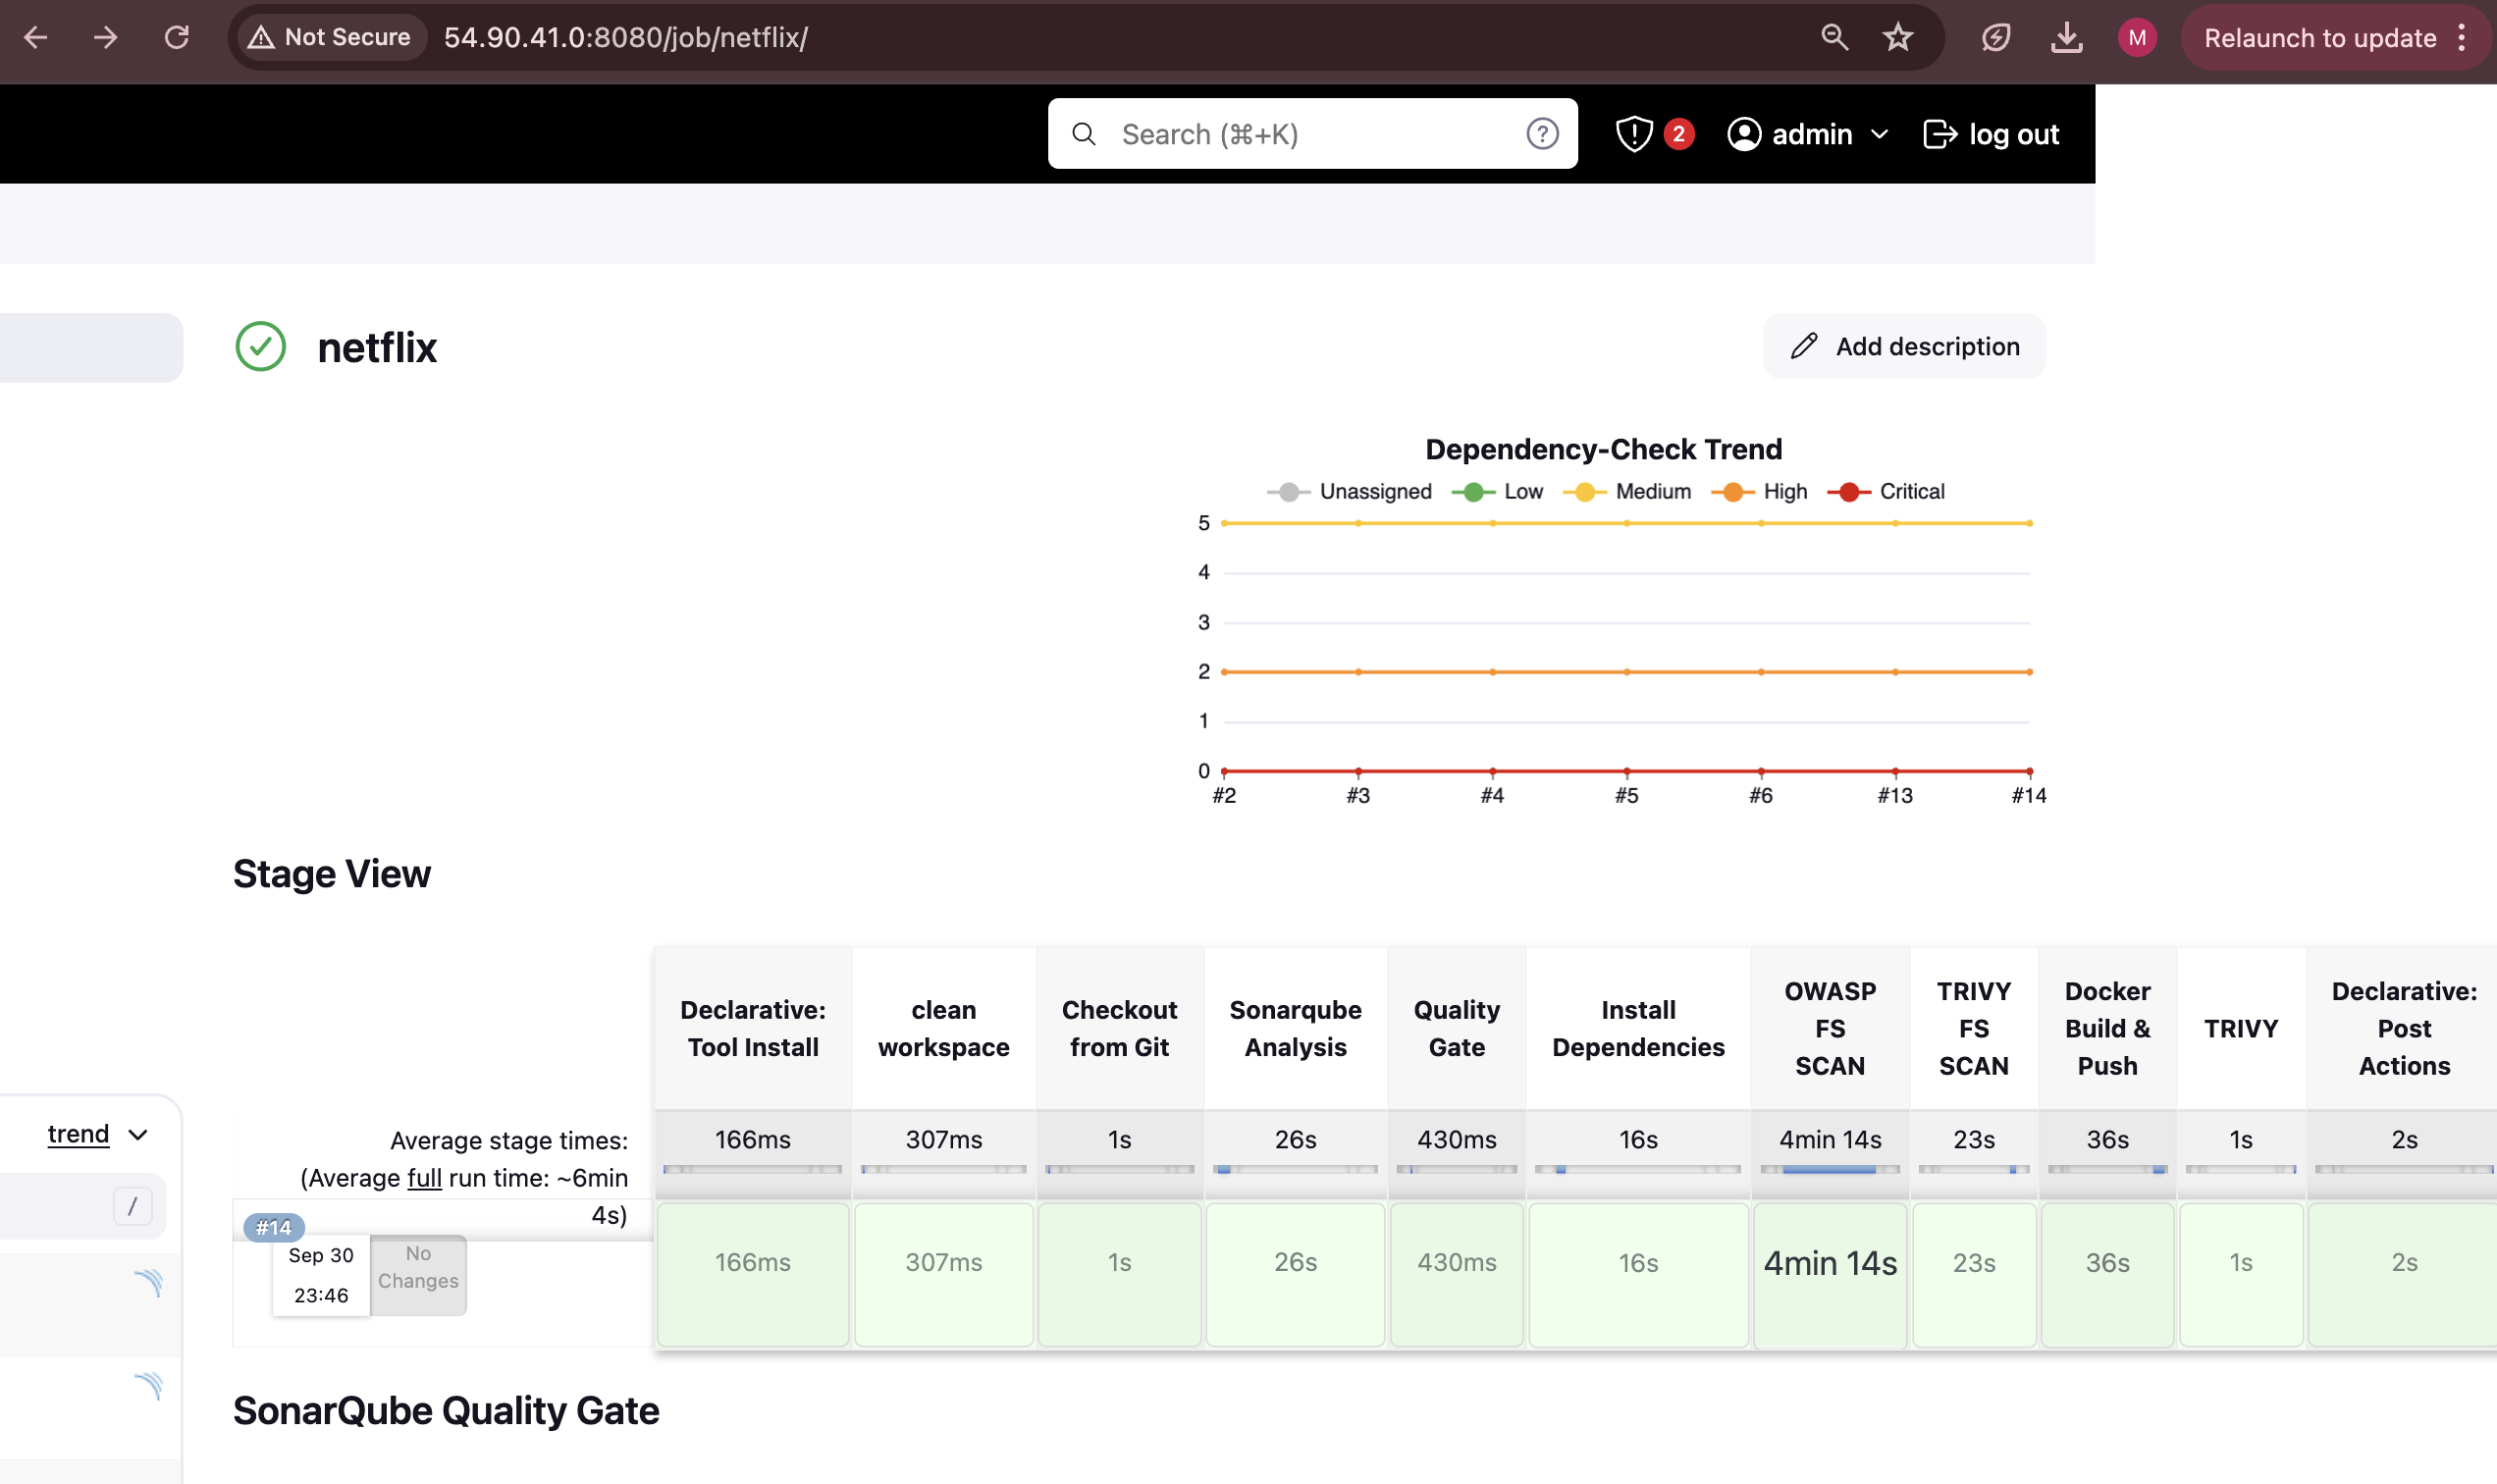 Not Secure 54.90.41.0:8080/job/netflix/ M Relaunch to update
Search (⌘+K) ? 2 admin log out
netflix Add description
Dependency-Check Trend
Unassigned Low Medium High Critical
5
4
3
2
1
0
#2 #3 #4 #5 #6 #13 #14
Stage View
Declarative: Tool Install
clean workspace
Checkout from Git
Sonarqube Analysis
Quality Gate
Install Dependencies
OWASP FS SCAN
TRIVY FS SCAN
Docker Build & Push
TRIVY
Declarative: Post Actions
trend
Average stage times:
(Average full run time: ~6min
4s)
166ms 307ms 1s 26s 430ms 16s 4min 14s 23s 36s 1s 2s
/
#14
Sep 30
23:46
No
Changes
166ms 307ms 1s 26s 430ms 16s 4min 14s 23s 36s 1s 2s
SonarQube Quality Gate